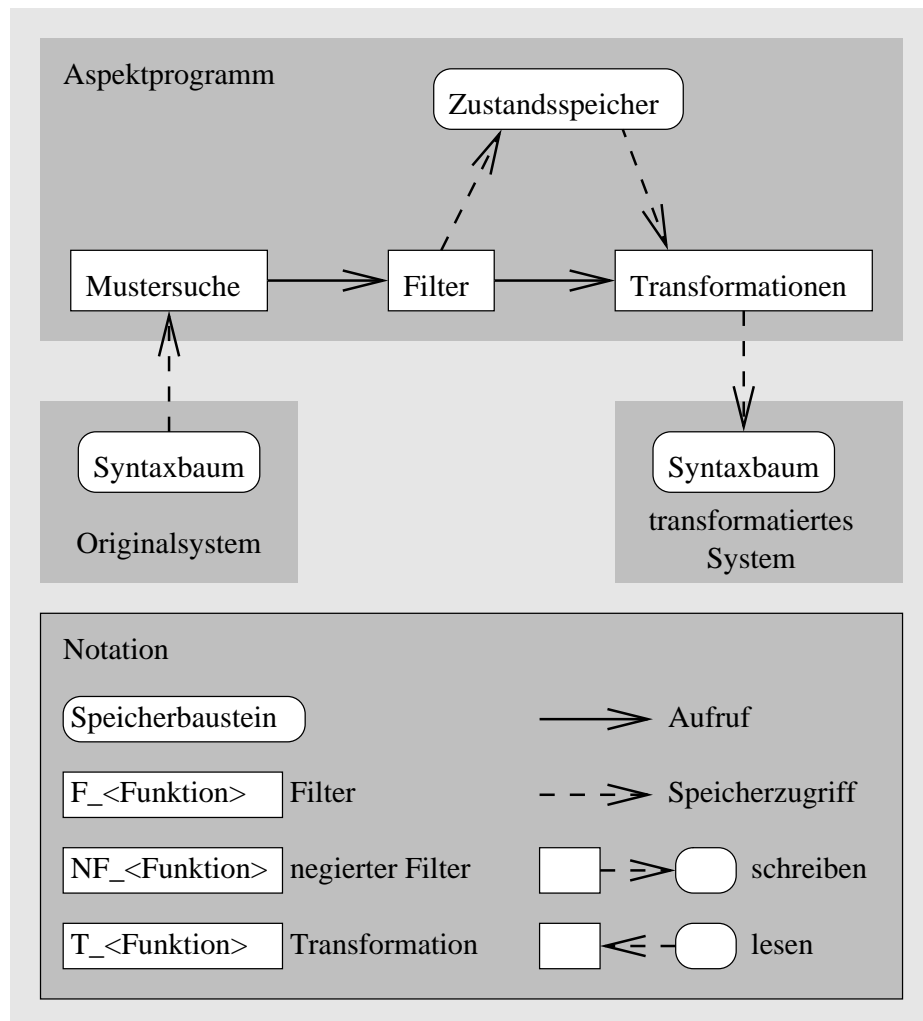 Aspektprogramm
Zustandsspeicher
Mustersuche
Filter
Transformationen
Syntaxbaum
Originalsystem
Syntaxbaum
transformatiertes
System
Notation
Speicherbaustein
Aufruf
F_<Funktion> Filter
Speicherzugriff
NF_<Funktion> negierter Filter
schreiben
T_<Funktion> Transformation
lesen